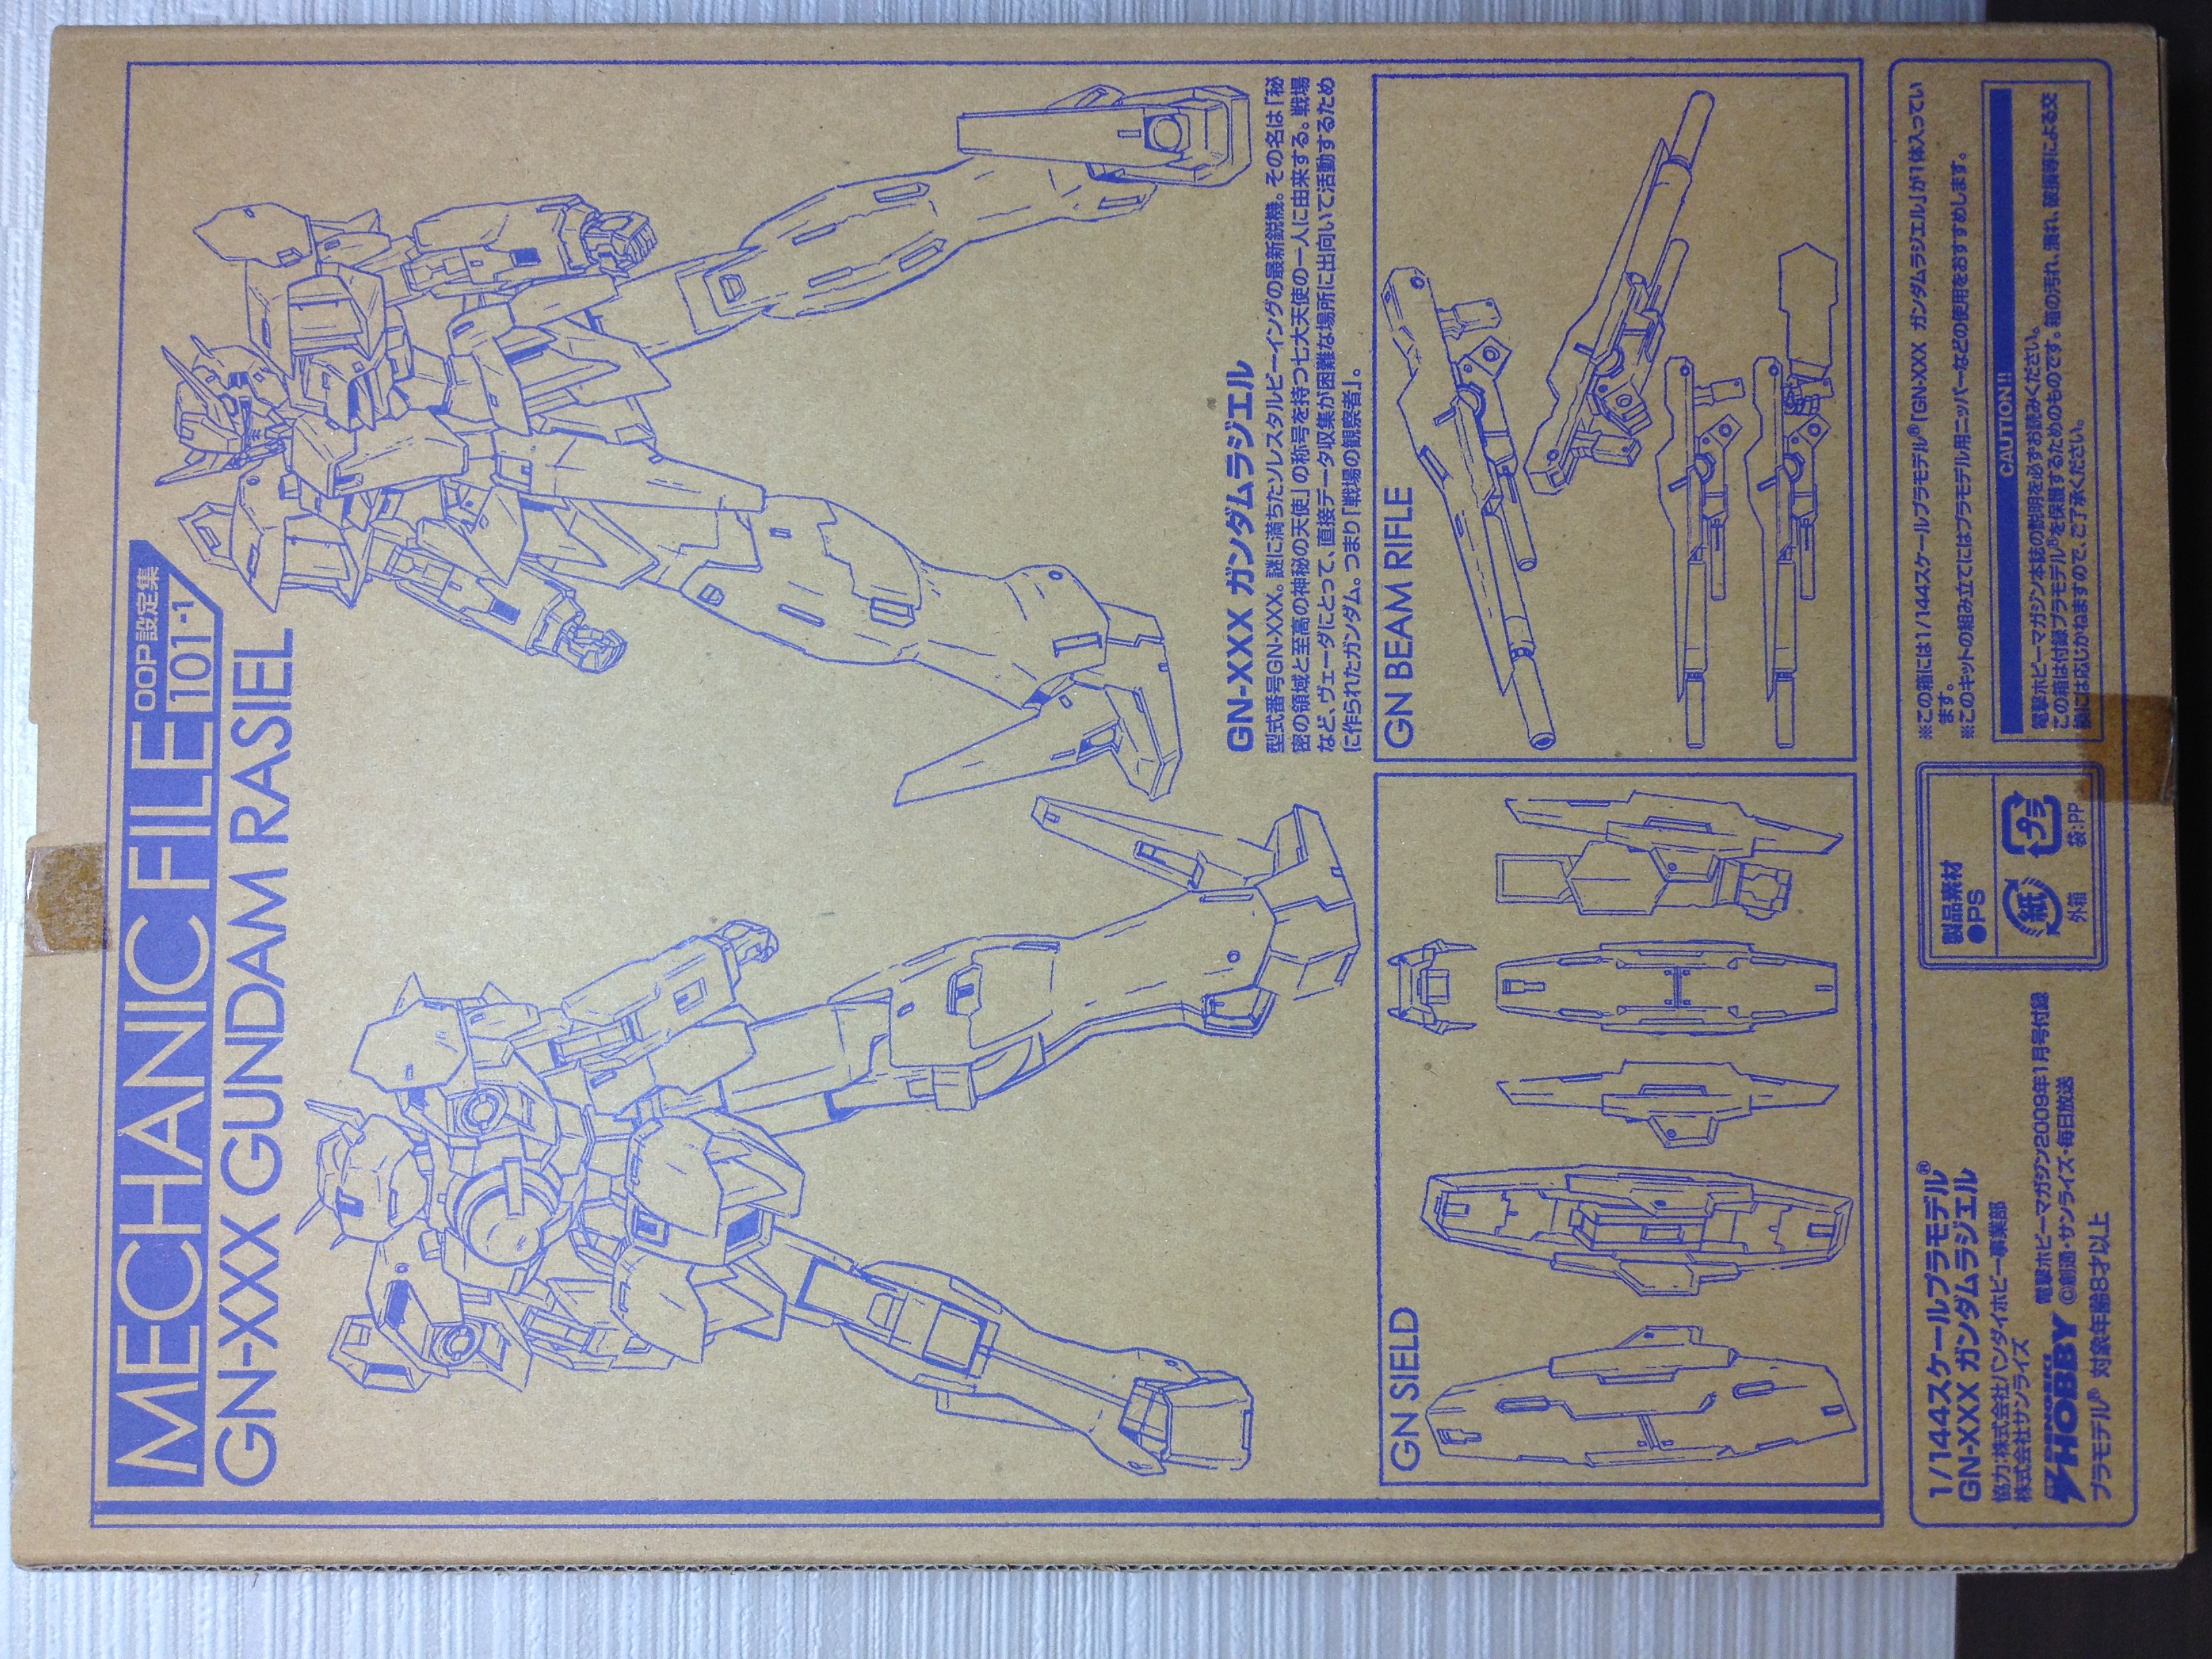 MECHANIC FILE
OOP設定集
101-1
GN-XXX GUNDAM RASIEL
GN-XXX ガンダムラジエル
型式番号GN-XXX。謎に満ちたソレスタルビーイングの最新鋭機。その名は「秘
密の領域と至高の神秘の天使」の称号を持つ七大天使の一人に由来する。戦場
など、ヴェーダにとって、直接データ収集が困難な場所に出向いて活動するため
に作られたガンダム。つまり「戦場の観察者」。
GN SIELD
GN BEAM RIFLE
1/144スケールプラモデル®
GN-XXX ガンダムラジエル
協力:株式会社バンダイホビー事業部
株式会社サンライズ
DENGEKI
HOBBY
電撃ホビーマガジン2009年1月号付録
©創通・サンライズ・毎日放送
プラモデル® 対象年齢8才以上
製品素材
●PS
紙
外箱
プラ
袋:PP
※この箱には1/144スケールプラモデル®「GN-XXX ガンダムラジエル」が1体入ってい
ます。
※このキットの組み立てにはプラモデル用ニッパーなどの使用をおすすめします。
CAUTION!!
電撃ホビーマガジン本誌の説明を必ずお読みください。
この箱は付録プラモデル®を保護するためのものです。箱の汚れ、潰れ、破損等による交
換には応じかねますので、ご了承ください。